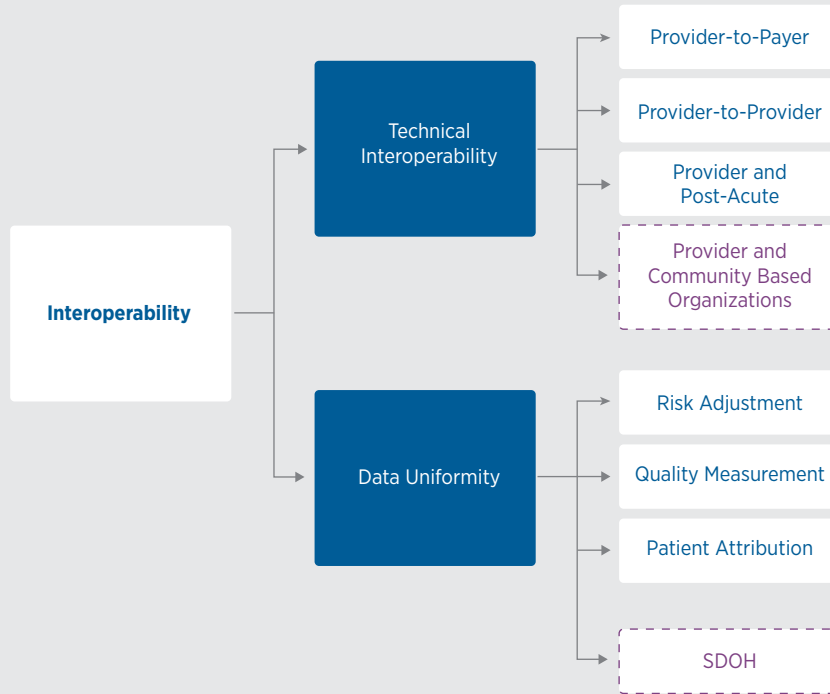 Interoperability
Technical
Interoperability
Provider-to-Payer
Provider-to-Provider
Provider and
Post-Acute
Provider and
Community Based
Organizations
Data Uniformity
Risk Adjustment
Quality Measurement
Patient Attribution
SDOH